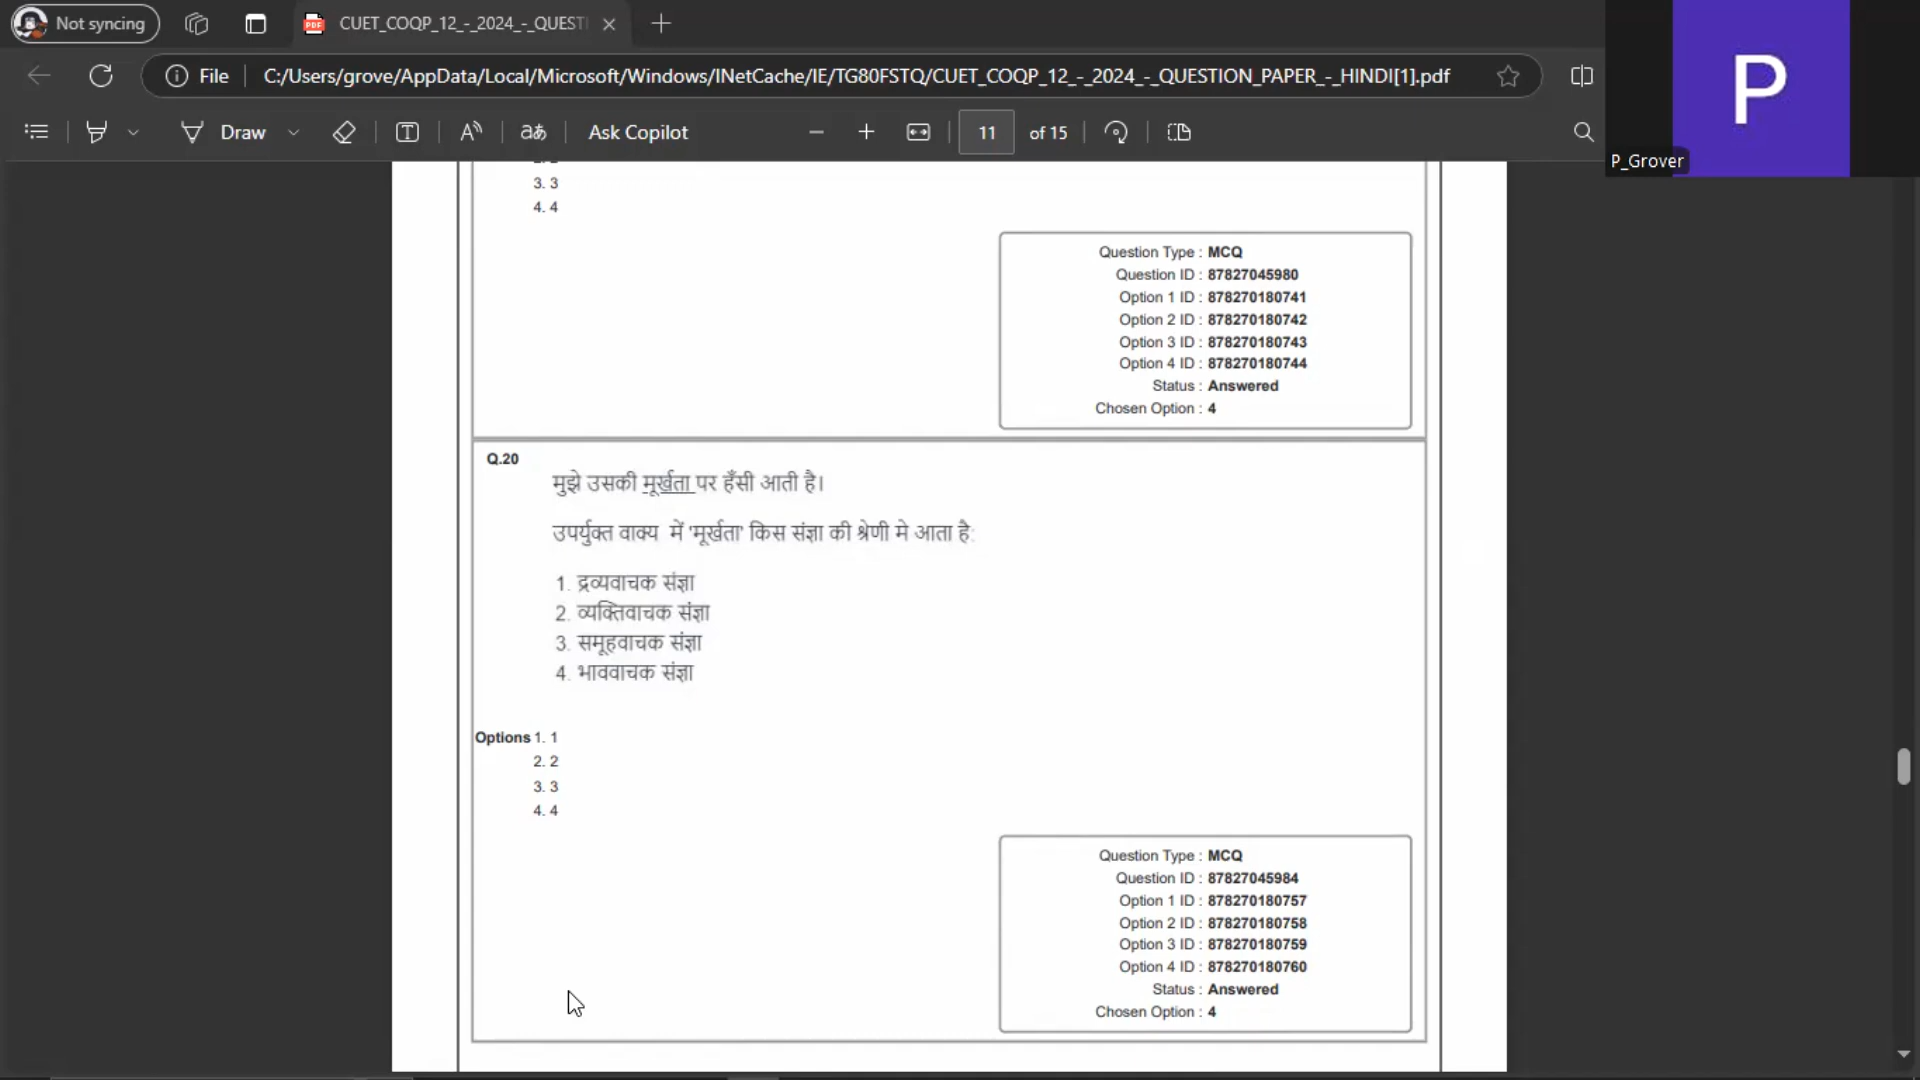 Not syncing
CUET_COQP_12_-_2024_-_QUESTI
File
C:/Users/grove/AppData/Local/Microsoft/Windows/INetCache/IE/TG80FSTQ/CUET_COQP_12_-_2024_-_QUESTION_PAPER_-_HINDI[1].pdf
Draw
aあ
Ask Copilot
11 of 15
P
P_Grover
3. 3
4. 4
Question Type : MCQ
Question ID : 87827045980
Option 1 ID : 878270180741
Option 2 ID : 878270180742
Option 3 ID : 878270180743
Option 4 ID : 878270180744
Status : Answered
Chosen Option : 4
Q.20
मुझे उसकी मूर्खता पर हँसी आती है।
उपर्युक्त वाक्य में 'मूर्खता' किस संज्ञा की श्रेणी मे आता है:
1. द्रव्यवाचक संज्ञा
2. व्यक्तिवाचक संज्ञा
3. समूहवाचक संज्ञा
4. भाववाचक संज्ञा
Options 1. 1
2. 2
3. 3
4. 4
Question Type : MCQ
Question ID : 87827045984
Option 1 ID : 878270180757
Option 2 ID : 878270180758
Option 3 ID : 878270180759
Option 4 ID : 878270180760
Status : Answered
Chosen Option : 4